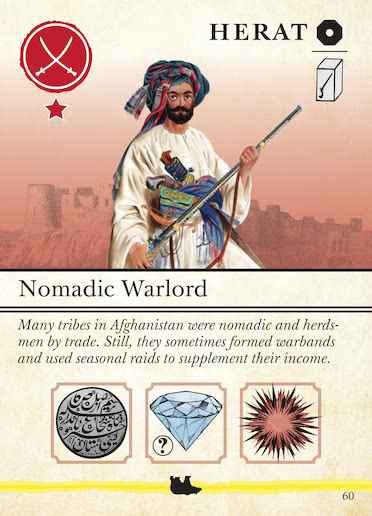 HERAT
Nomadic Warlord
Many tribes in Afghanistan were nomadic and herds-
men by trade. Still, they sometimes formed warbands
and used seasonal raids to supplement their income.
?
60